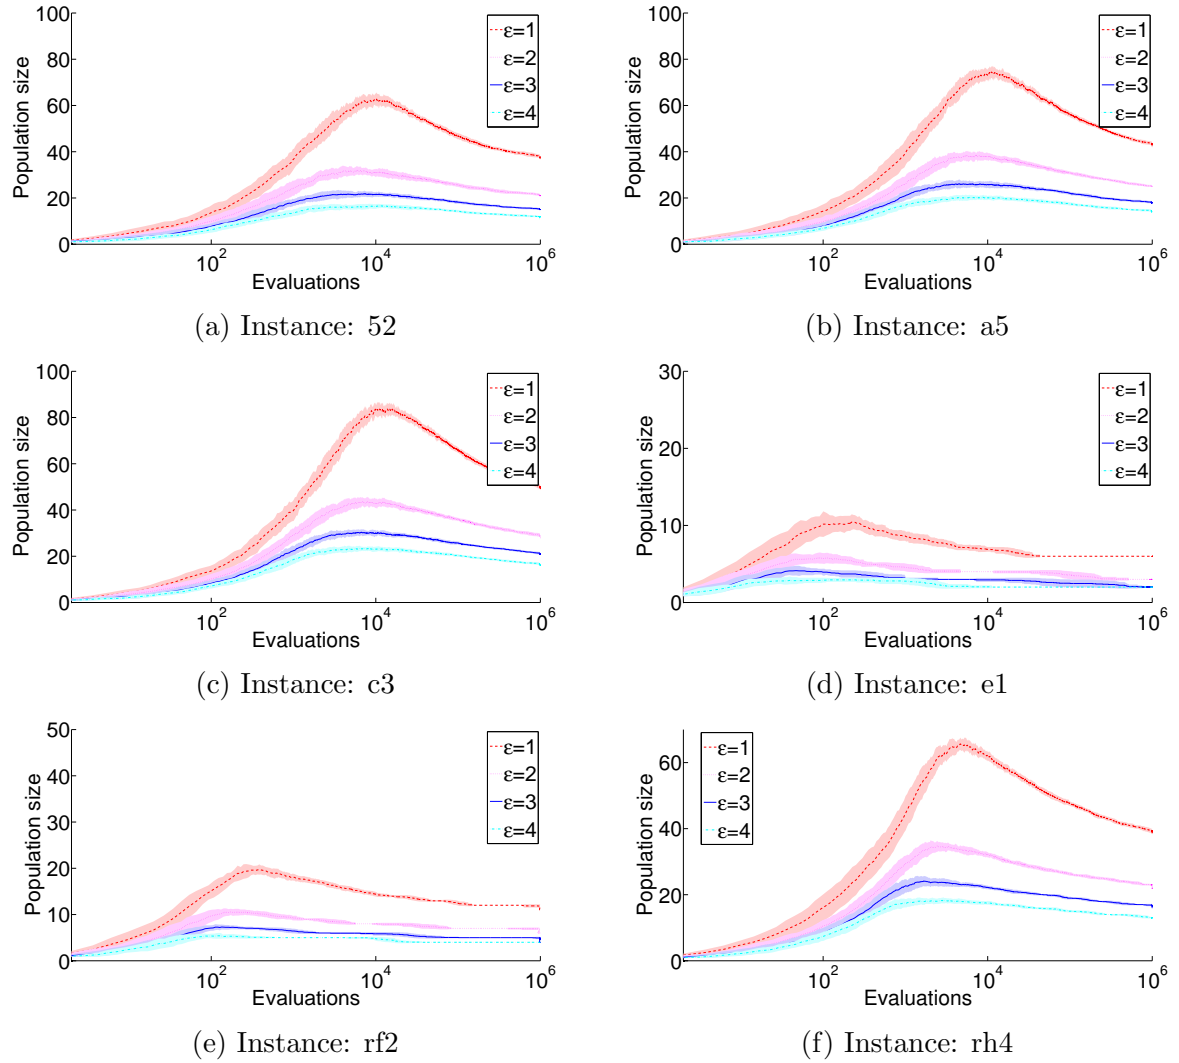 Population size
100
80
60
40
20
0
10^2
10^4
10^6
Evaluations
ε=1
ε=2
ε=3
ε=4
(a) Instance: 52
Population size
100
80
60
40
20
0
10^2
10^4
10^6
Evaluations
ε=1
ε=2
ε=3
ε=4
(b) Instance: a5
Population size
100
80
60
40
20
0
10^2
10^4
10^6
Evaluations
ε=1
ε=2
ε=3
ε=4
(c) Instance: c3
Population size
30
20
10
0
10^2
10^4
10^6
Evaluations
ε=1
ε=2
ε=3
ε=4
(d) Instance: e1
Population size
50
40
30
20
10
0
10^2
10^4
10^6
Evaluations
ε=1
ε=2
ε=3
ε=4
(e) Instance: rf2
Population size
60
40
20
0
10^2
10^4
10^6
Evaluations
ε=1
ε=2
ε=3
ε=4
(f) Instance: rh4